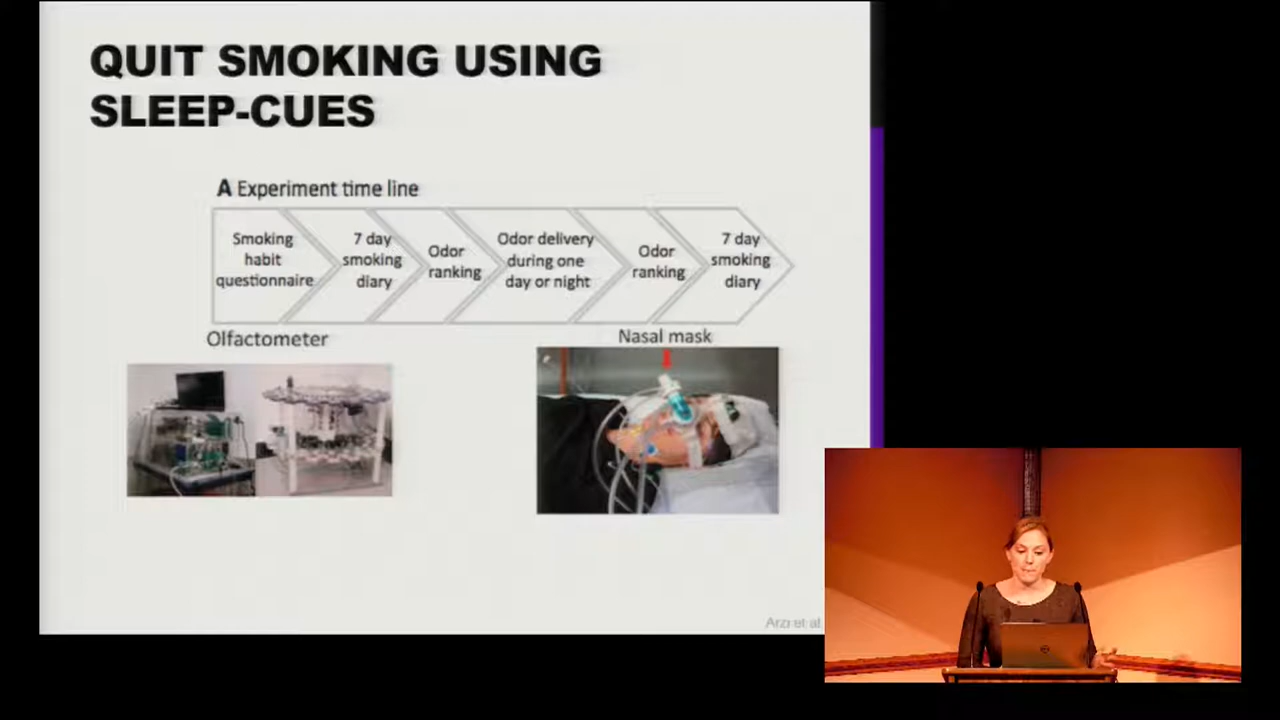 QUIT SMOKING USING
SLEEP-CUES
A Experiment time line
Smoking
habit
questionnaire
7 day
smoking
diary
Odor
ranking
Odor delivery
during one
day or night
Odor
ranking
7 day
smoking
diary
Olfactometer
Nasal mask
Arzi et al